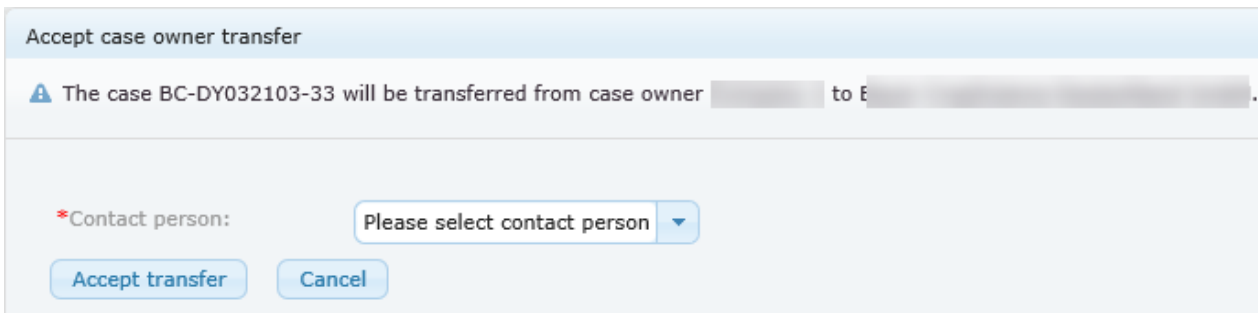 Accept case owner transfer
The case BC-DY032103-33 will be transferred from case owner to
*Contact person:
Please select contact person
Accept transfer
Cancel